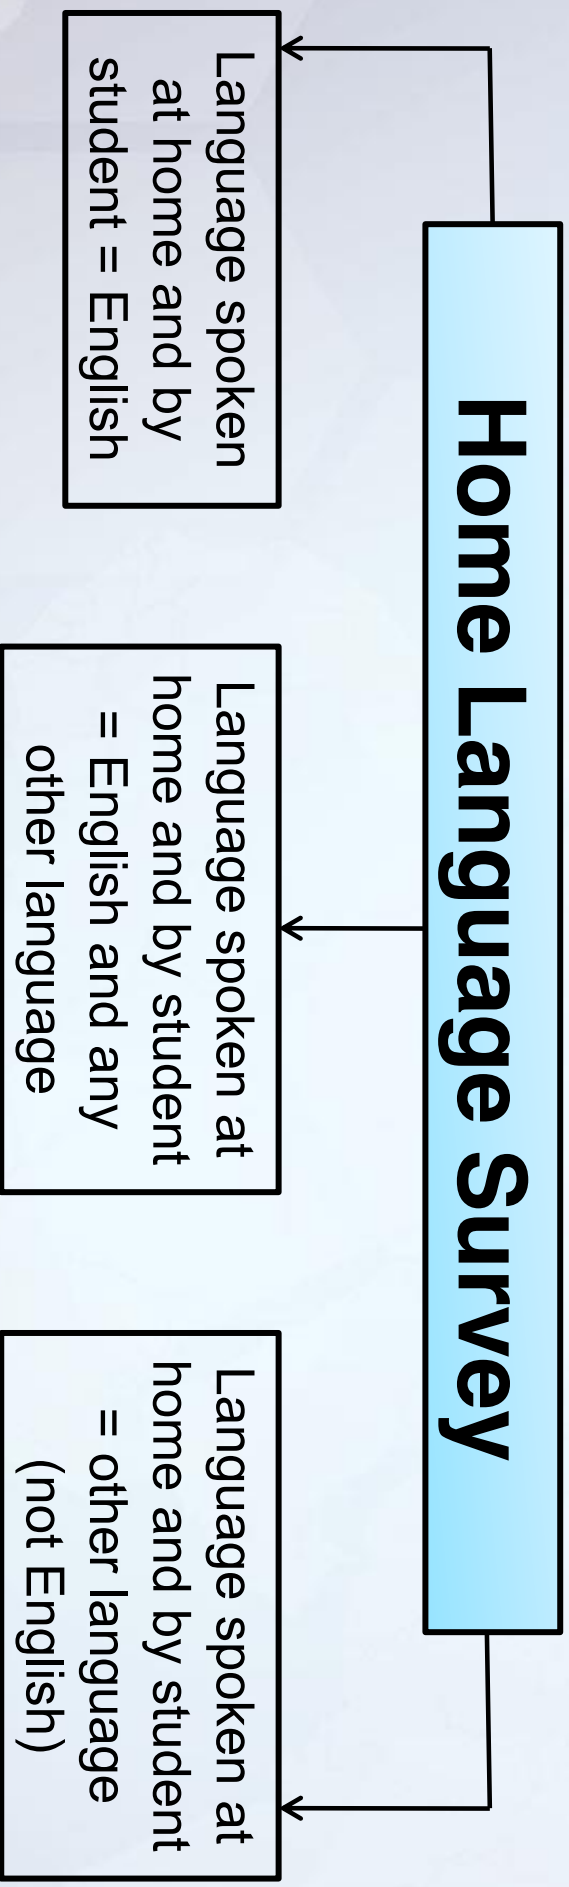 Home Language Survey
Language spoken
at home and by
student = English
Language spoken at
home and by student
= English and any
other language
Language spoken at
home and by student
= other language
(not English)